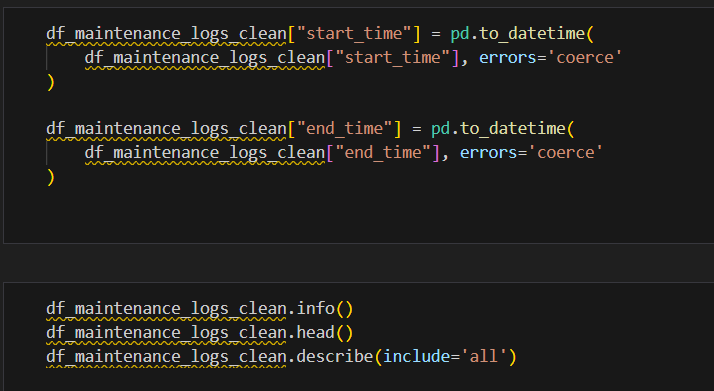 df_maintenance_logs_clean["start_time"] = pd.to_datetime(
    df_maintenance_logs_clean["start_time"], errors='coerce'
)
df_maintenance_logs_clean["end_time"] = pd.to_datetime(
    df_maintenance_logs_clean["end_time"], errors='coerce'
)
df_maintenance_logs_clean.info()
df_maintenance_logs_clean.head()
df_maintenance_logs_clean.describe(include='all')